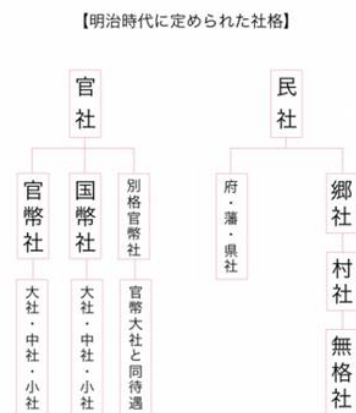 【明治時代に定められた社格】
官社
民社
官幣社
国幣社
別格官幣社
府・藩・県社
郷社
大社・中社・小社
大社・中社・小社
官幣大社と同待遇
村社
無格社